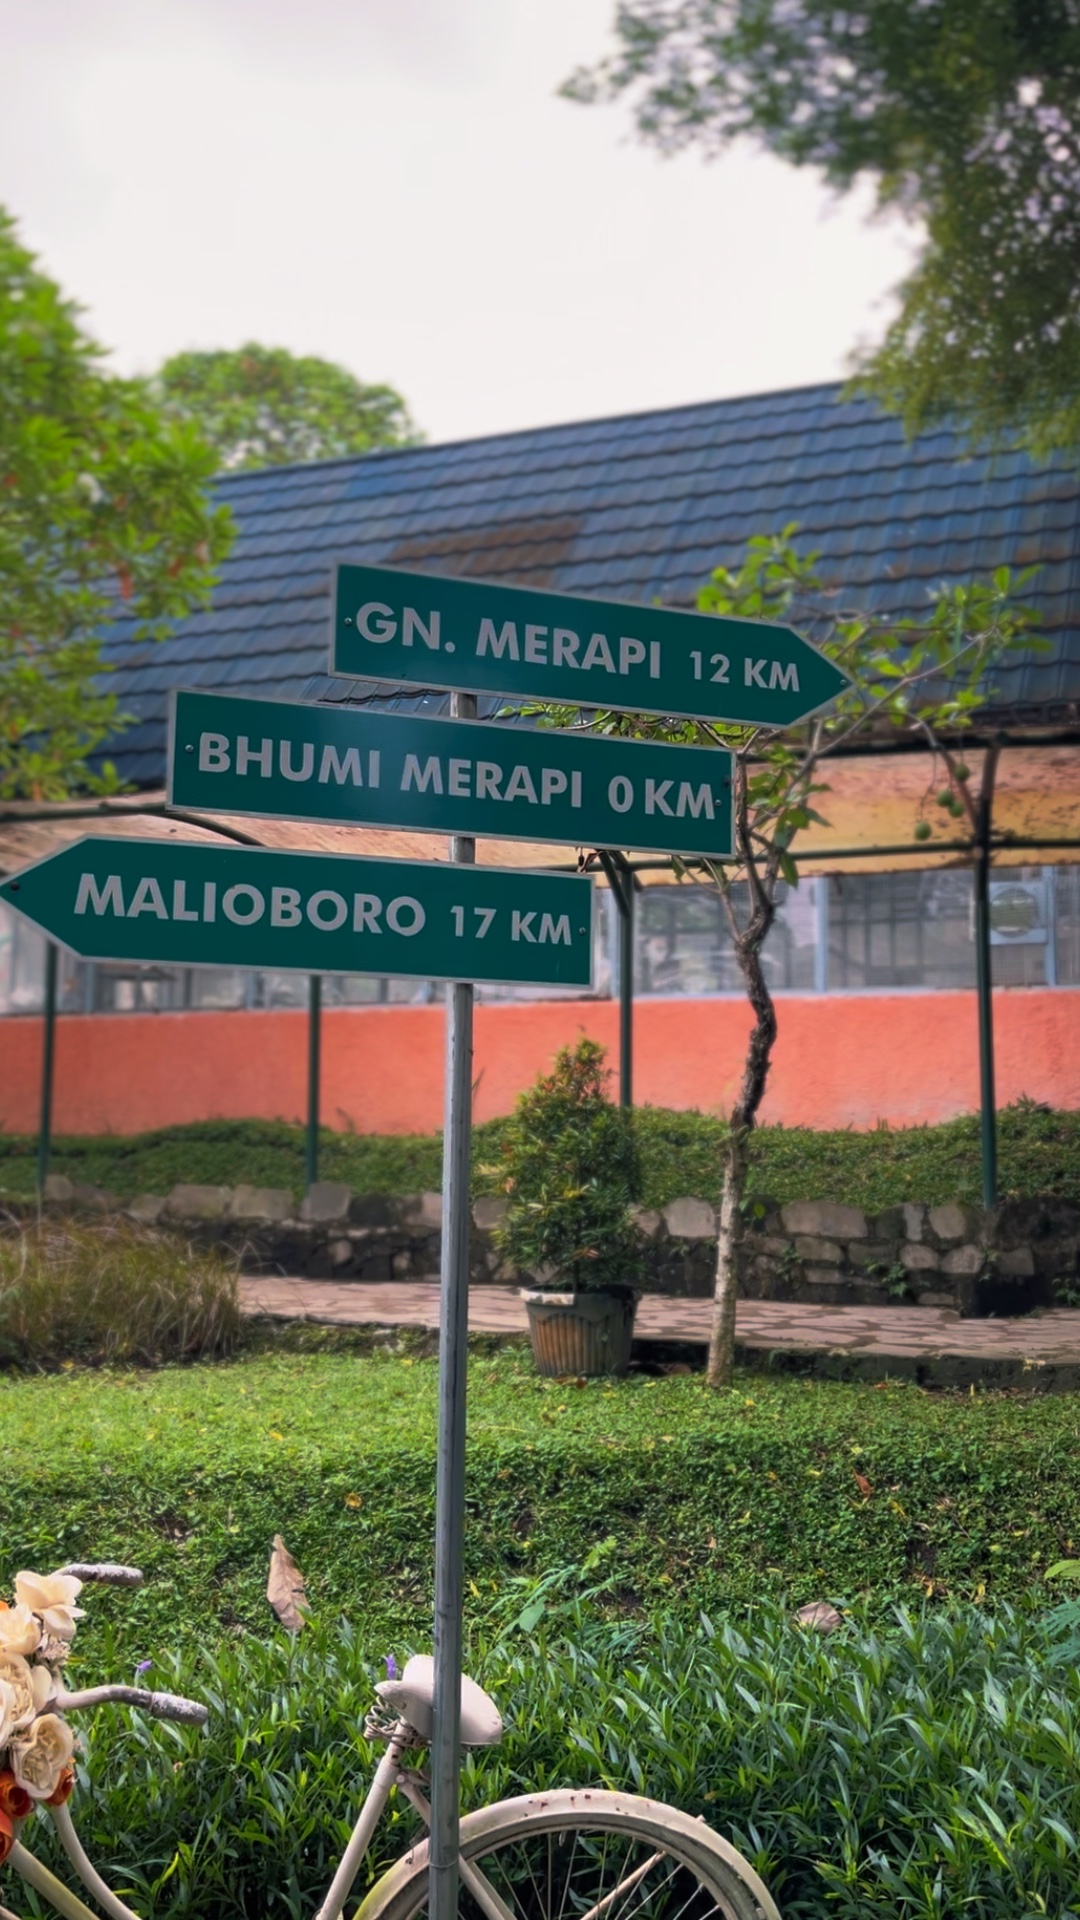 GN. MERAPI 12 KM
BHUMI MERAPI 0 KM
MALIOBORO 17 KM